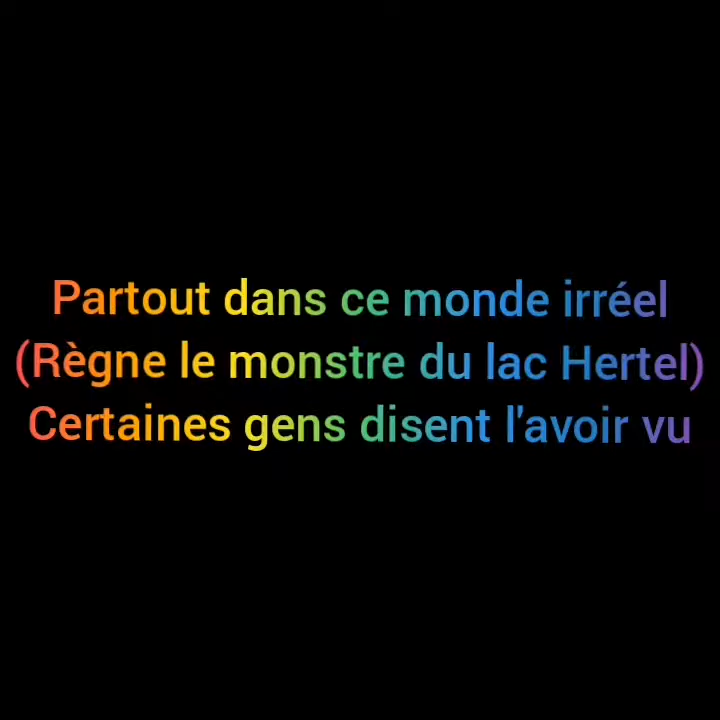 Partout dans ce monde irréel
(Règne le monstre du lac Hertel)
Certaines gens disent l'avoir vu